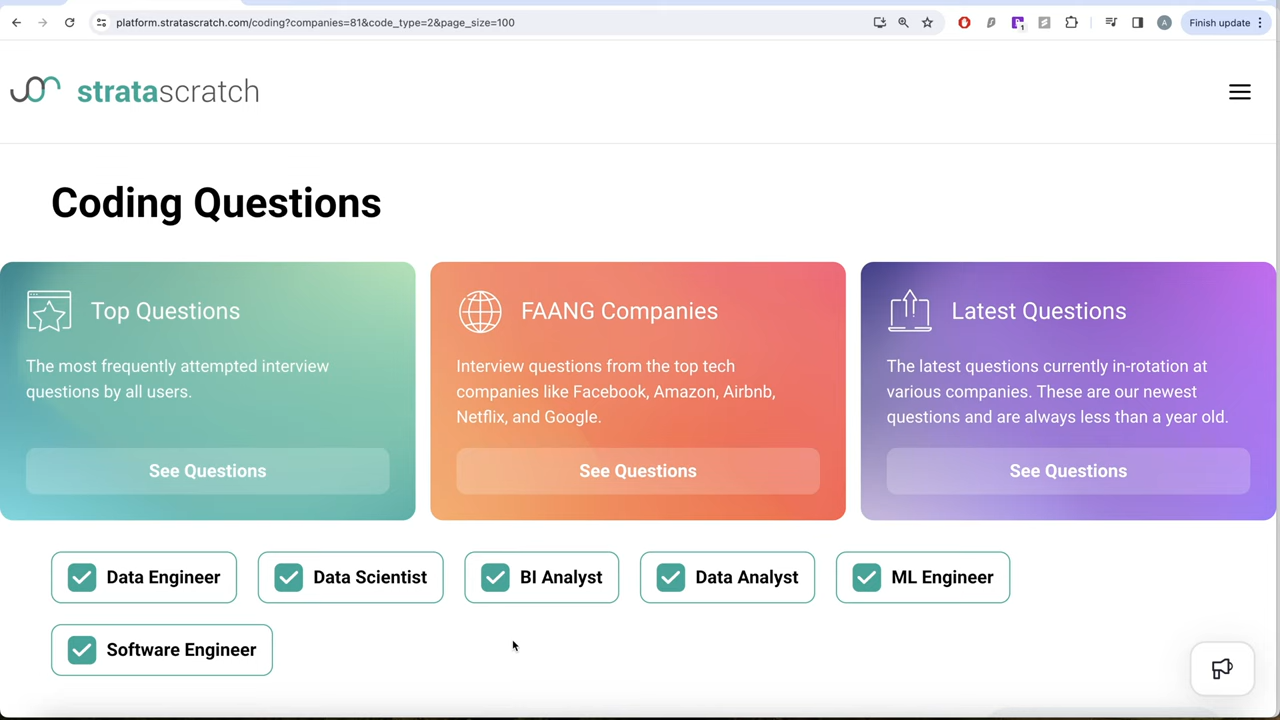 platform.stratascratch.com/coding?companies=81&code_type=2&page_size=100
1
A
Finish update
stratascratch
Coding Questions
Top Questions
The most frequently attempted interview
questions by all users.
See Questions
FAANG Companies
Interview questions from the top tech
companies like Facebook, Amazon, Airbnb,
Netflix, and Google.
See Questions
Latest Questions
The latest questions currently in-rotation at
various companies. These are our newest
questions and are always less than a year old.
See Questions
Data Engineer
Data Scientist
BI Analyst
Data Analyst
ML Engineer
Software Engineer